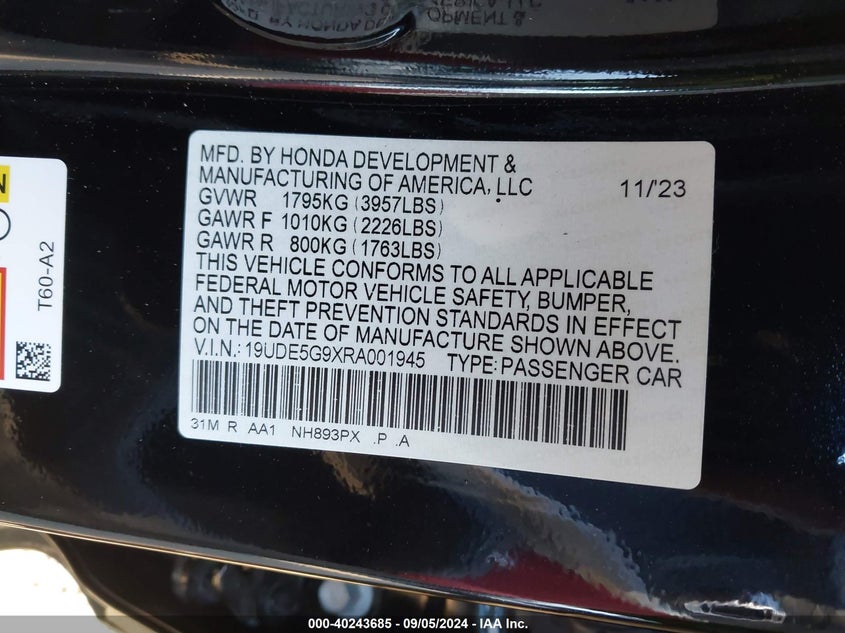 MFD. BY HONDA DEVELOPMENT &
MANUFACTURING OF AMERICA, LLC 11/'23
GVWR 1795KG (3957LBS)
GAWR F 1010KG (2226LBS)
GAWR R 800KG (1763LBS)
THIS VEHICLE CONFORMS TO ALL APPLICABLE
FEDERAL MOTOR VEHICLE SAFETY, BUMPER,
AND THEFT PREVENTION STANDARDS IN EFFECT
ON THE DATE OF MANUFACTURE SHOWN ABOVE.
V.I.N.: 19UDE5G9XRA001945 TYPE: PASSENGER CAR
31M R AA1 NH893PX .P .A
T60-A2
000-40243685 - 09/05/2024 - IAA Inc.